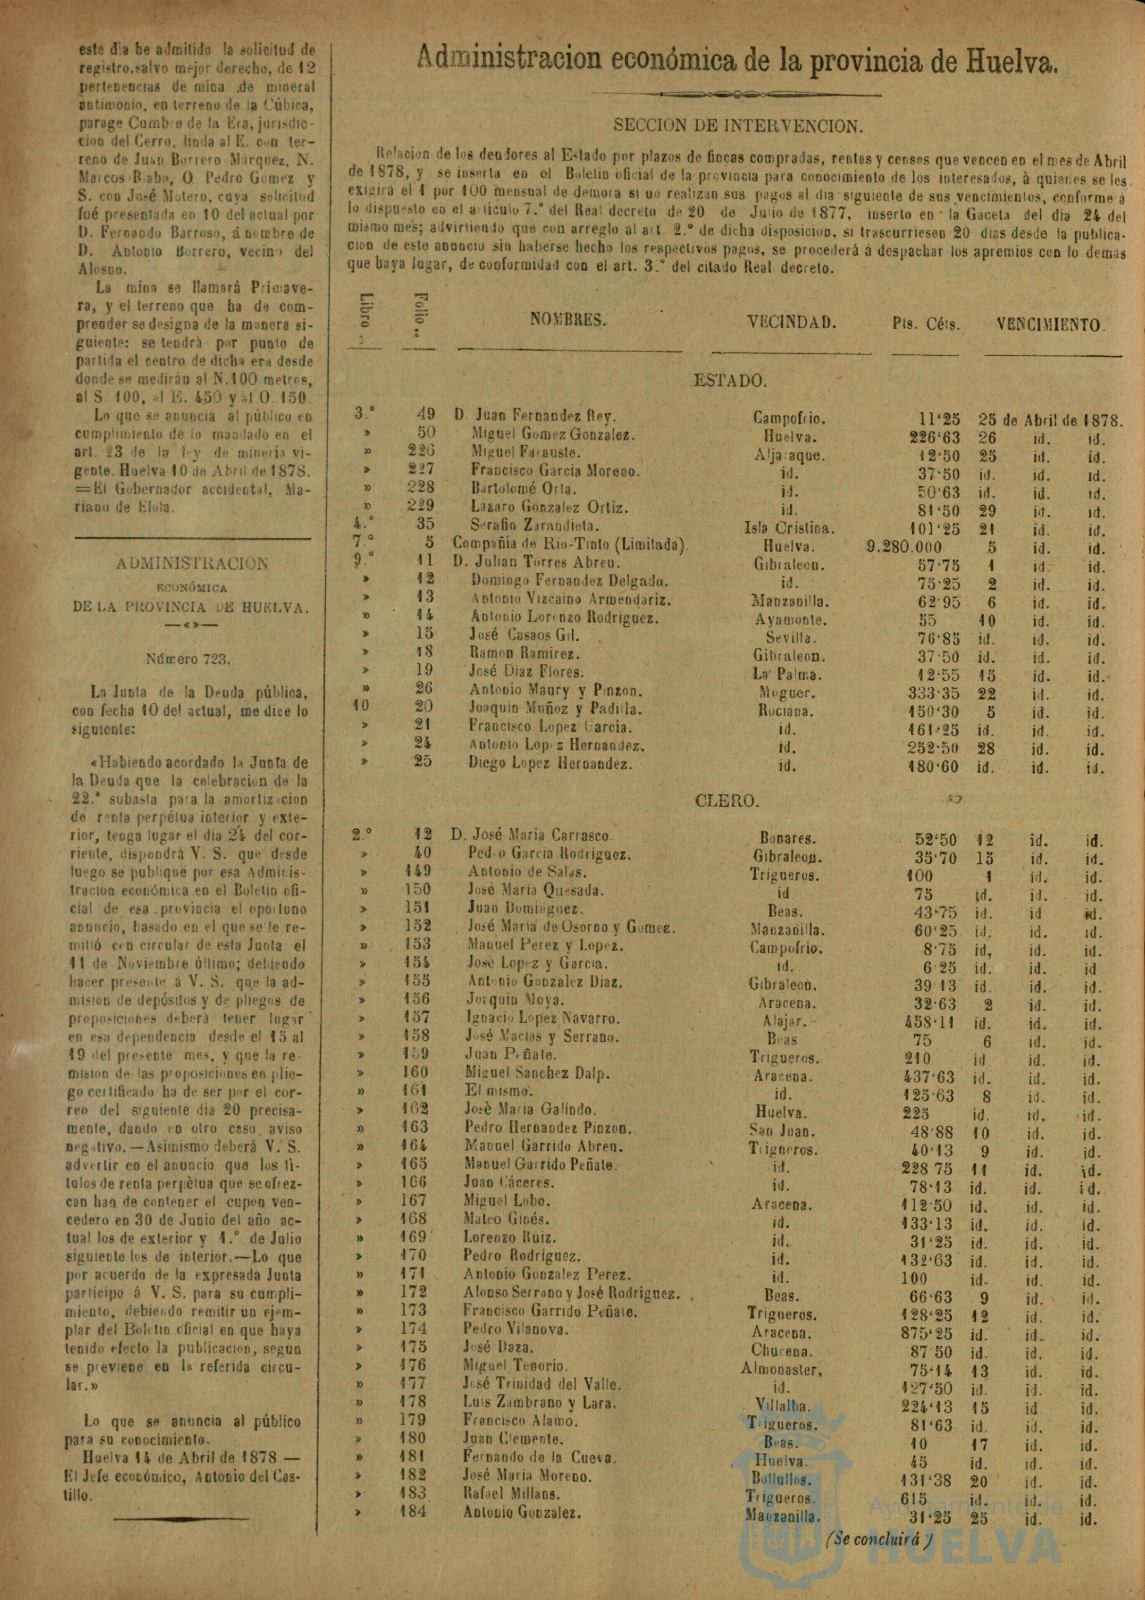 este dia he admitido la solicitud de
registro, salvo mejor derecho, de 12
pertenencias de mina de mineral
antimonio, en terreno de la Cúbica,
parage Cumbre de la Era, jurisdic-
cion del Cerro, linda al E. con ter-
reno de Juan Borrero Marquez, N.
Marcos Rabo, O Pedro Gomez y
S. con José Motero, cuya solicitud
fué presentada en 10 del actual por
D. Fernando Barroso, á nombre de
D. Antonio Borrero, vecino del
Alosno.
La mina se llamará Primave-
ra, y el terreno que ha de com-
prender se designa de la manera si-
guiente: se tendrá por punto de
partida el centro de dicha era desde
donde se medirán al N. 100 metros,
al S. 100, al E. 450 y al O. 150.
Lo que se anuncia al público en
cumplimiento de lo mandado en el
art. 23 de la ley de mineria vi-
gente. Huelva 10 de Abril de 1878.
=El Gobernador accidental, Ma-
riano de Elola.
ADMINISTRACION
ECONÓMICA
DE LA PROVINCIA DE HUELVA.
Número 723.
La Junta de la Deuda pública,
con fecha 10 del actual, me dice lo
siguiente:
«Habiendo acordado la Junta de
la Deuda que la celebracion de la
22.ª subasta para la amortizacion
de renta perpétua interior y exte-
rior, tenga lugar el dia 24 del cor-
riente, dispondrá V. S. que desde
luego se publique por esa Adminis-
tracion económica en el Boletin ofi-
cial de esa provincia el oportuno
anuncio, basado en el que se le re-
mitió con circular de esta Junta el
11 de Noviembre último; debiendo
hacer presente á V. S. que la ad-
mision de depósitos y de pliegos de
proposiciones deberá tener lugar
en esa dependencia desde el 15 al
19 del presente mes, y que la re-
mision de las proposiciones en plie-
go certificado ha de ser por el cor-
reo del siguiente dia 20 precisa-
mente, dando en otro caso aviso
negativo.—Asimismo deberá V. S.
advertir en el anuncio que los tí-
tulos de renta perpétua que se ofrez-
can han de contener el cupon ven-
cedero en 30 de Junio del año ac-
tual los de exterior y 1.° de Julio
siguiente los de interior.—Lo que
por acuerdo de la expresada Junta
participo á V. S. para su cumpli-
miento, debiendo remitir un ejem-
plar del Boletin oficial en que haya
tenido efecto la publicacion, segun
se previene en la referida circu-
lar.»
Lo que se anuncia al público
para su conocimiento.
Huelva 14 de Abril de 1878 —
El Jefe económico, Antonio del Cas-
tillo.
Administracion económica de la provincia de Huelva.
SECCION DE INTERVENCION.
Relacion de los deudores al Estado por plazos de fincas compradas, rentas y censos que vencen en el mes de Abril
de 1878, y se inserta en el Boletin oficial de la provincia para conocimiento de los interesados, à quienes se les
exigirá el 1 por 100 mensual de demora si no realizan sus pagos al dia siguiente de sus vencimientos, conforme á
lo dispuesto en el artículo 7.° del Real decreto de 20 de Julio de 1877, inserto en la Gaceta del dia 24 del
mismo mes; advirtiendo que con arreglo al art 2.° de dicha disposicion, si trascurriesen 20 dias desde la publica-
cion de este anuncio sin haberse hecho los respectivos pagos, se procederá á despachar los apremios con lo demas
que haya lugar, de conformidad con el art. 3.° del citado Real decreto.
Libro Folio.. NOMBRES. VECINDAD. Pts. Céts. VENCIMIENTO.
ESTADO.
3.° 49 D. Juan Fernandez Rey. Campofrio. 11'25 25 de Abril de 1878.
» 50 Miguel Gomez Gonzalez. Huelva. 226'63 26 id. id.
» 226 Miguel Farauste. Aljaraque. 12'50 25 id. id.
» 227 Francisco Garcia Moreno. id. 37'50 id. id. id.
» 228 Bartolomé Orta. id. 50'63 id. id. id.
» 229 Lazaro Gonzalez Ortiz. id. 81'50 29 id. id.
4.° 35 Serafin Zarandieta. Isla Cristina. 101'25 21 id. id.
7.° 5 Compañia de Rio-Tinto (Limitada) Huelva. 9.280.000 5 id. id.
9.° 11 D. Julian Torres Abreu. Gibraleon. 57'75 1 id. id.
» 12 Domingo Fernandez Delgado. id. 75'25 2 id. id.
» 13 Antonio Vizcaino Armendariz. Manzanilla. 62'95 6 id. id.
» 14 Antonio Lorenzo Rodriguez. Ayamonte. 55 10 id. id.
» 15 José Casaos Gil. Sevilla. 76'85 id. id. id.
» 18 Ramon Ramirez. Gibraleon. 37'50 id. id. id.
» 19 José Diaz Flores. La Palma. 12'55 15 id. id.
» 26 Antonio Maury y Pinzon. Moguer. 333'35 22 id. id.
10 20 Joaquin Muñoz y Padilla. Rociana. 150'30 5 id. id.
» 21 Francisco Lopez Garcia. id. 161'25 id. id. id.
» 24 Antonio Lopez Hernandez. id. 252'50 28 id. id.
» 25 Diego Lopez Hernandez. id. 180'60 id. id. id.
CLERO.
2.° 12 D. José Maria Carrasco. Bonares. 52'50 12 id. id.
» 40 Pedro Garcia Rodriguez. Gibraleon. 35'70 15 id. id.
» 149 Antonio de Salas. Trigueros. 100 1 id. id.
» 150 José Maria Quesada. id 75 id. id. id.
» 151 Juan Dominguez. Beas. 43'75 id. id id.
» 152 José Maria de Osorno y Gomez. Manzanilla. 60'25 id. id. id.
» 153 Manuel Perez y Lopez. Campofrio. 8'75 id, id. id.
» 154 José Lopez y Garcia. id. 6'25 id. id. id
» 155 Antonio Gonzalez Diaz. Gibraleon. 39 13 id. id. id.
» 156 Joaquin Moya. Aracena. 32'63 2 id. id.
» 157 Ignacio Lopez Navarro. Alajar. 458'11 id. id. id.
» 158 José Macias y Serrano. Beas 75 6 id. id.
» 159 Juan Peñate. Trigueros. 210 id id. id.
» 160 Miguel Sanchez Dalp. Aracena. 437'63 id. id. id.
» 161 El mismo. id. 125'63 8 id. id.
» 162 José Maria Galindo. Huelva. 225 id. id. id.
» 163 Pedro Hernandez Pinzon. San Juan. 48'88 10 id. id.
» 164 Manuel Garrido Abreu. Trigueros. 40'13 9 id. id.
» 165 Manuel Garrido Peñate. id. 228 75 11 id. id.
» 166 Juan Cáceres. id. 78'13 id. id. id.
» 167 Miguel Lobo. Aracena. 112'50 id. id. id.
» 168 Mateo Ginés. id. 133'13 id. id. id.
» 169 Lorenzo Ruiz. id. 31'25 id. id. id.
» 170 Pedro Rodriguez. id. 132'63 id. id. id.
» 171 Antonio Gonzalez Perez. id. 100 id. id. id.
» 172 Alonso Serrano y José Rodriguez. Beas. 66'63 9 id. id.
» 173 Francisco Garrido Peñate. Trigueros. 128'25 12 id. id.
» 174 Pedro Vilanova. Aracena. 875'25 id. id. id.
» 175 José Daza. Chucena. 87'50 id. id. id.
» 176 Miguel Tenorio. Almonaster, 75'14 13 id. id.
» 177 José Trinidad del Valle. id. 127'50 id. id. id.
» 178 Luis Zambrano y Lara. Villalba. 224'13 15 id id.
» 179 Francisco Alamo. Trigueros. 81'63 id. id. id.
» 180 Juan Clemente. Beas. 10 17 id. id.
» 181 Fernando de la Cueva. Huelva. 45 id. id. id.
» 182 José Maria Moreno. Bollullos. 131'38 20 id. id.
» 183 Rafael Millans. Trigueros. 615 id. id. id.
» 184 Antonio Gonzalez. Manzanilla. 31'25 25 id. id.
(Se concluirá)
Ayuntamiento de
HUELVA